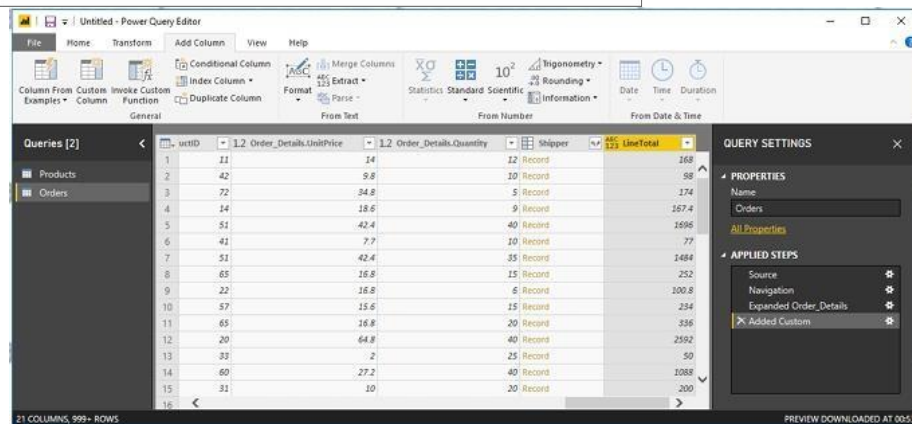 Untitled - Power Query Editor
File Home Transform Add Column View Help
Column From Examples
Custom Column
Invoke Custom Function
Conditional Column
Index Column
Duplicate Column
General
Format
Merge Columns
Extract
Parse
From Text
Statistics
Standard
Scientific
10²
Trigonometry
Rounding
Information
From Number
Date
Time
Duration
From Date & Time
Queries [2]
Products
Orders
uctID 1.2 Order_Details.UnitPrice 1.2 Order_Details.Quantity Shipper ABC 123 LineTotal
1 11 14 12 Record 168
2 42 9.8 10 Record 98
3 72 34.8 5 Record 174
4 14 18.6 9 Record 167.4
5 51 42.4 40 Record 1696
6 41 7.7 10 Record 77
7 51 42.4 35 Record 1484
8 65 16.8 15 Record 252
9 22 16.8 6 Record 100.8
10 57 15.6 15 Record 234
11 65 16.8 20 Record 336
12 20 64.8 40 Record 2592
13 33 2 25 Record 50
14 60 27.2 40 Record 1088
15 31 10 20 Record 200
16
QUERY SETTINGS
PROPERTIES
Name
Orders
All Properties
APPLIED STEPS
Source
Navigation
Expanded Order_Details
Added Custom
21 COLUMNS, 999+ ROWS
PREVIEW DOWNLOADED AT 00:5